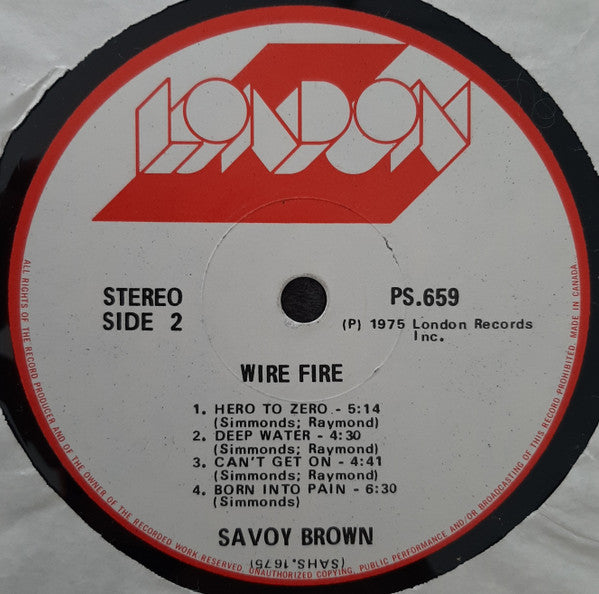 LONDON
STEREO
SIDE 2
PS.659
(P) 1975 London Records
Inc.
WIRE FIRE
1. HERO TO ZERO - 5:14
(Simmonds; Raymond)
2. DEEP WATER - 4:30
(Simmonds; Raymond)
3. CAN'T GET ON - 4:41
(Simmonds; Raymond)
4. BORN INTO PAIN - 6:30
(Simmonds)
SAVOY BROWN
(SAHS.1675)
ALL RIGHTS OF THE RECORD PRODUCER AND OF THE OWNER OF THE RECORDED WORK RESERVED. UNAUTHORIZED COPYING, PUBLIC PERFORMANCE AND/OR BROADCASTING OF THIS RECORD PROHIBITED. MADE IN CANADA.